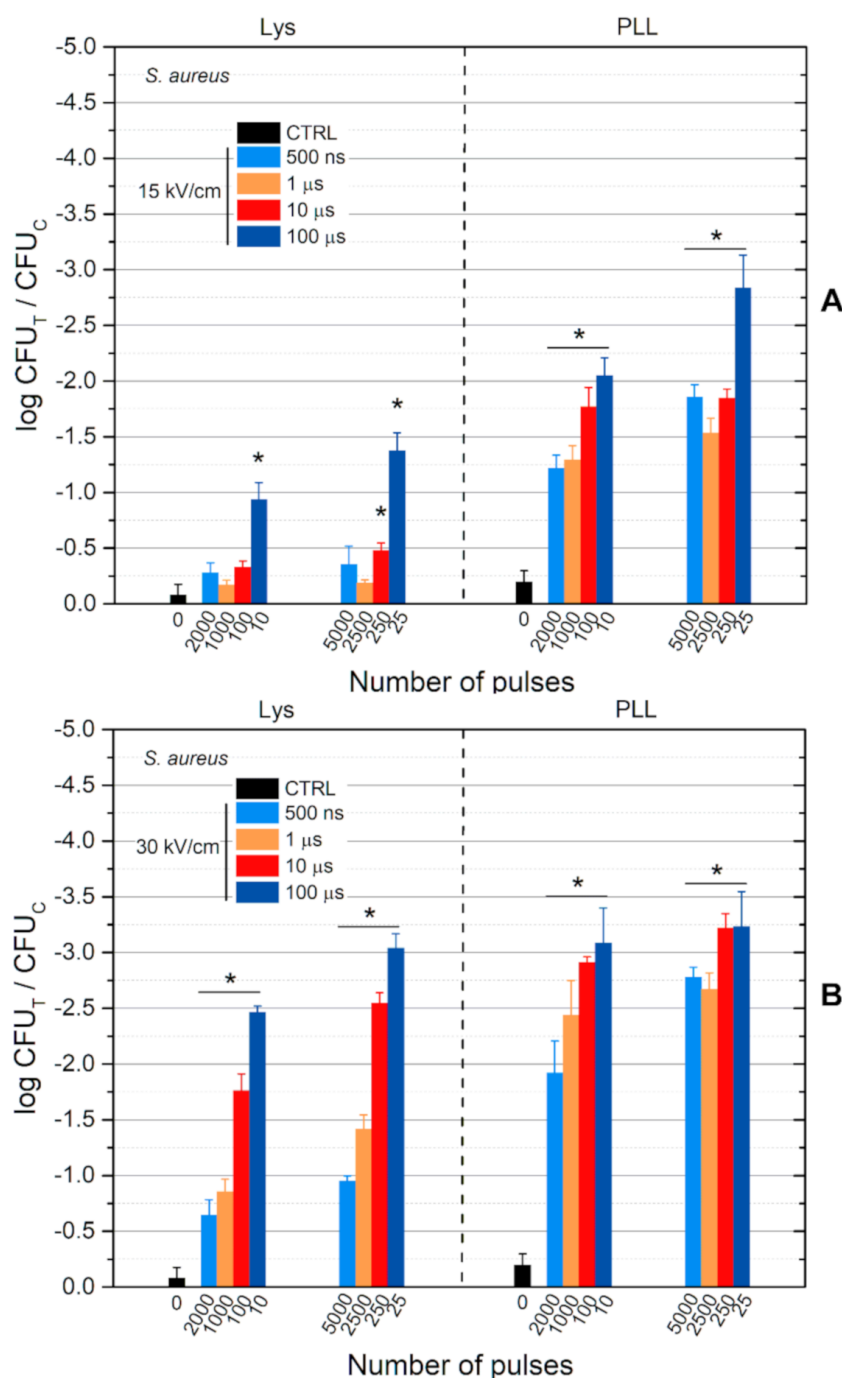 Lys PLL
-5.0
-4.5
-4.0
-3.5
-3.0
-2.5
-2.0
-1.5
-1.0
-0.5
0.0
log CFU_T / CFU_C
S. aureus
CTRL
15 kV/cm
500 ns
1 μs
10 μs
100 μs
* * * * *
A
0 2000 1000 100 10 5000 2500 250 25 0 2000 1000 100 10 5000 2500 250 25
Number of pulses
Lys PLL
-5.0
-4.5
-4.0
-3.5
-3.0
-2.5
-2.0
-1.5
-1.0
-0.5
0.0
log CFU_T / CFU_C
S. aureus
CTRL
30 kV/cm
500 ns
1 μs
10 μs
100 μs
* * * *
B
0 2000 1000 100 10 5000 2500 250 25 0 2000 1000 100 10 5000 2500 250 25
Number of pulses